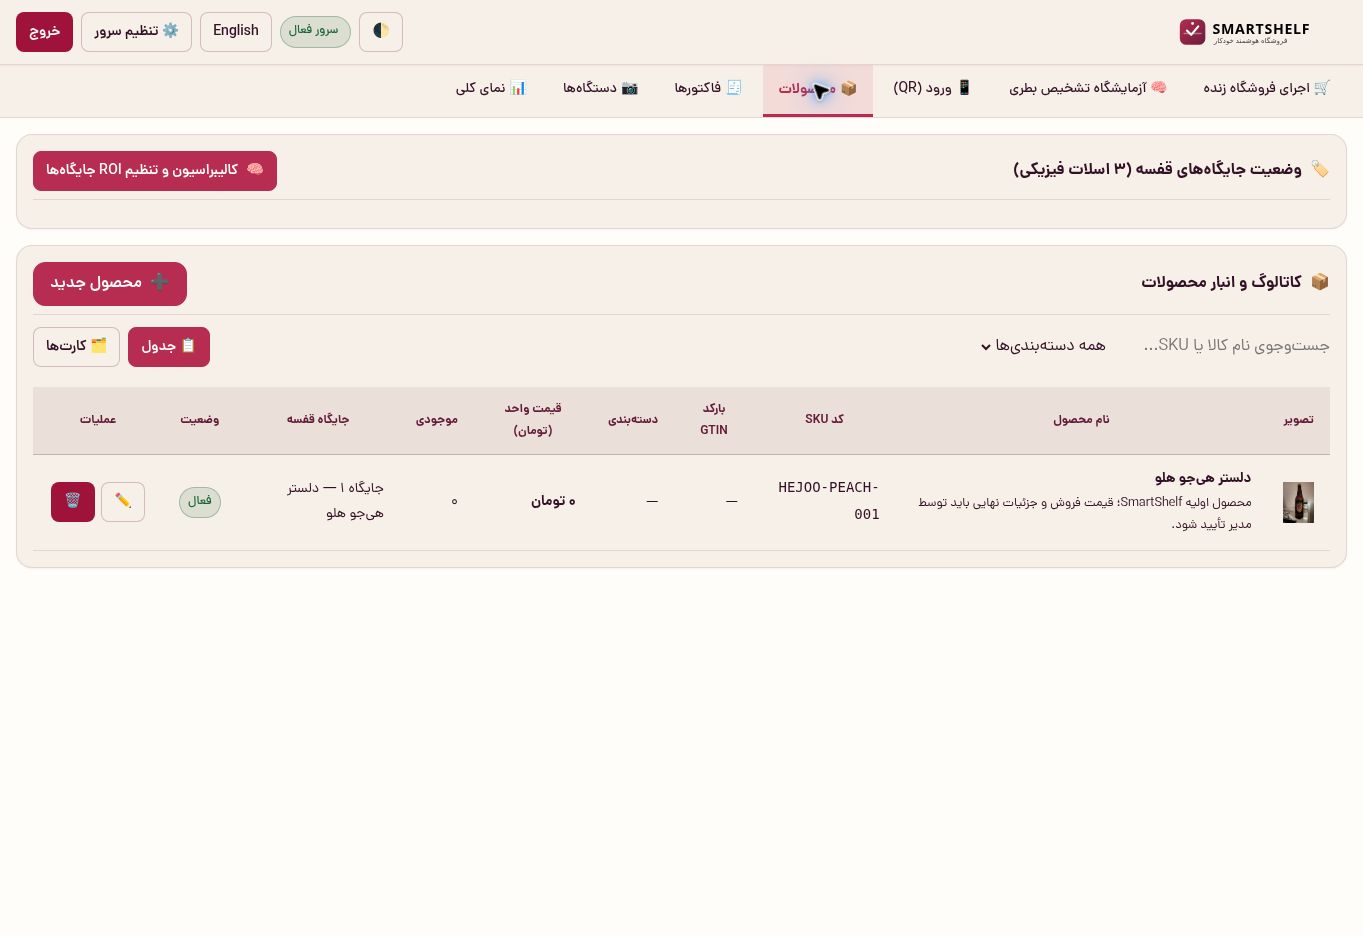 SMARTSHELF
فروشگاه هوشمند خودکار
🌓
سرور فعال
English
⚙️ تنظیم سرور
خروج
🛒 اجرای فروشگاه زنده
🧠 آزمایشگاه تشخیص بطری
📱 ورود (QR)
📦
🧾 فاکتورها
📷 دستگاه‌ها
📊 نمای کلی
🏷️ وضعیت جایگاه‌های قفسه (۳ اسلات فیزیکی)
🧠 کالیبراسیون و تنظیم ROI جایگاه‌ها
📦 کاتالوگ و انبار محصولات
➕ محصول جدید
جست‌وجوی نام کالا یا SKU...
همه دسته‌بندی‌ها
📋 جدول
🗂️ کارت‌ها
تصویر
نام محصول
کد SKU
بارکد
GTIN
دسته‌بندی
قیمت واحد
(تومان)
موجودی
جایگاه قفسه
وضعیت
عملیات
دلستر هی‌جو هلو
محصول اولیه SmartShelf؛ قیمت فروش و جزئیات نهایی باید توسط
مدیر تأیید شود.
HEJOO-PEACH-
001
—
—
۰ تومان
۰
جایگاه ۱ — دلستر
هی‌جو هلو
فعال
✏️
🗑️